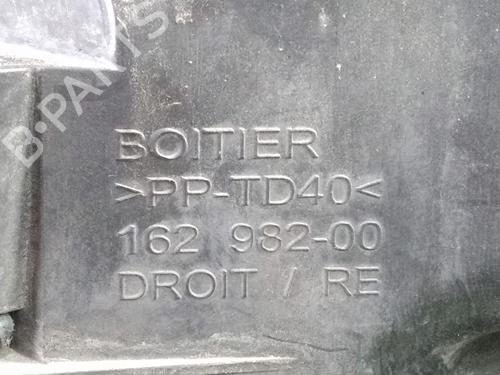 B-PARTS
BOITIER
>PP-TD40<
162 982-00
DROIT / RE